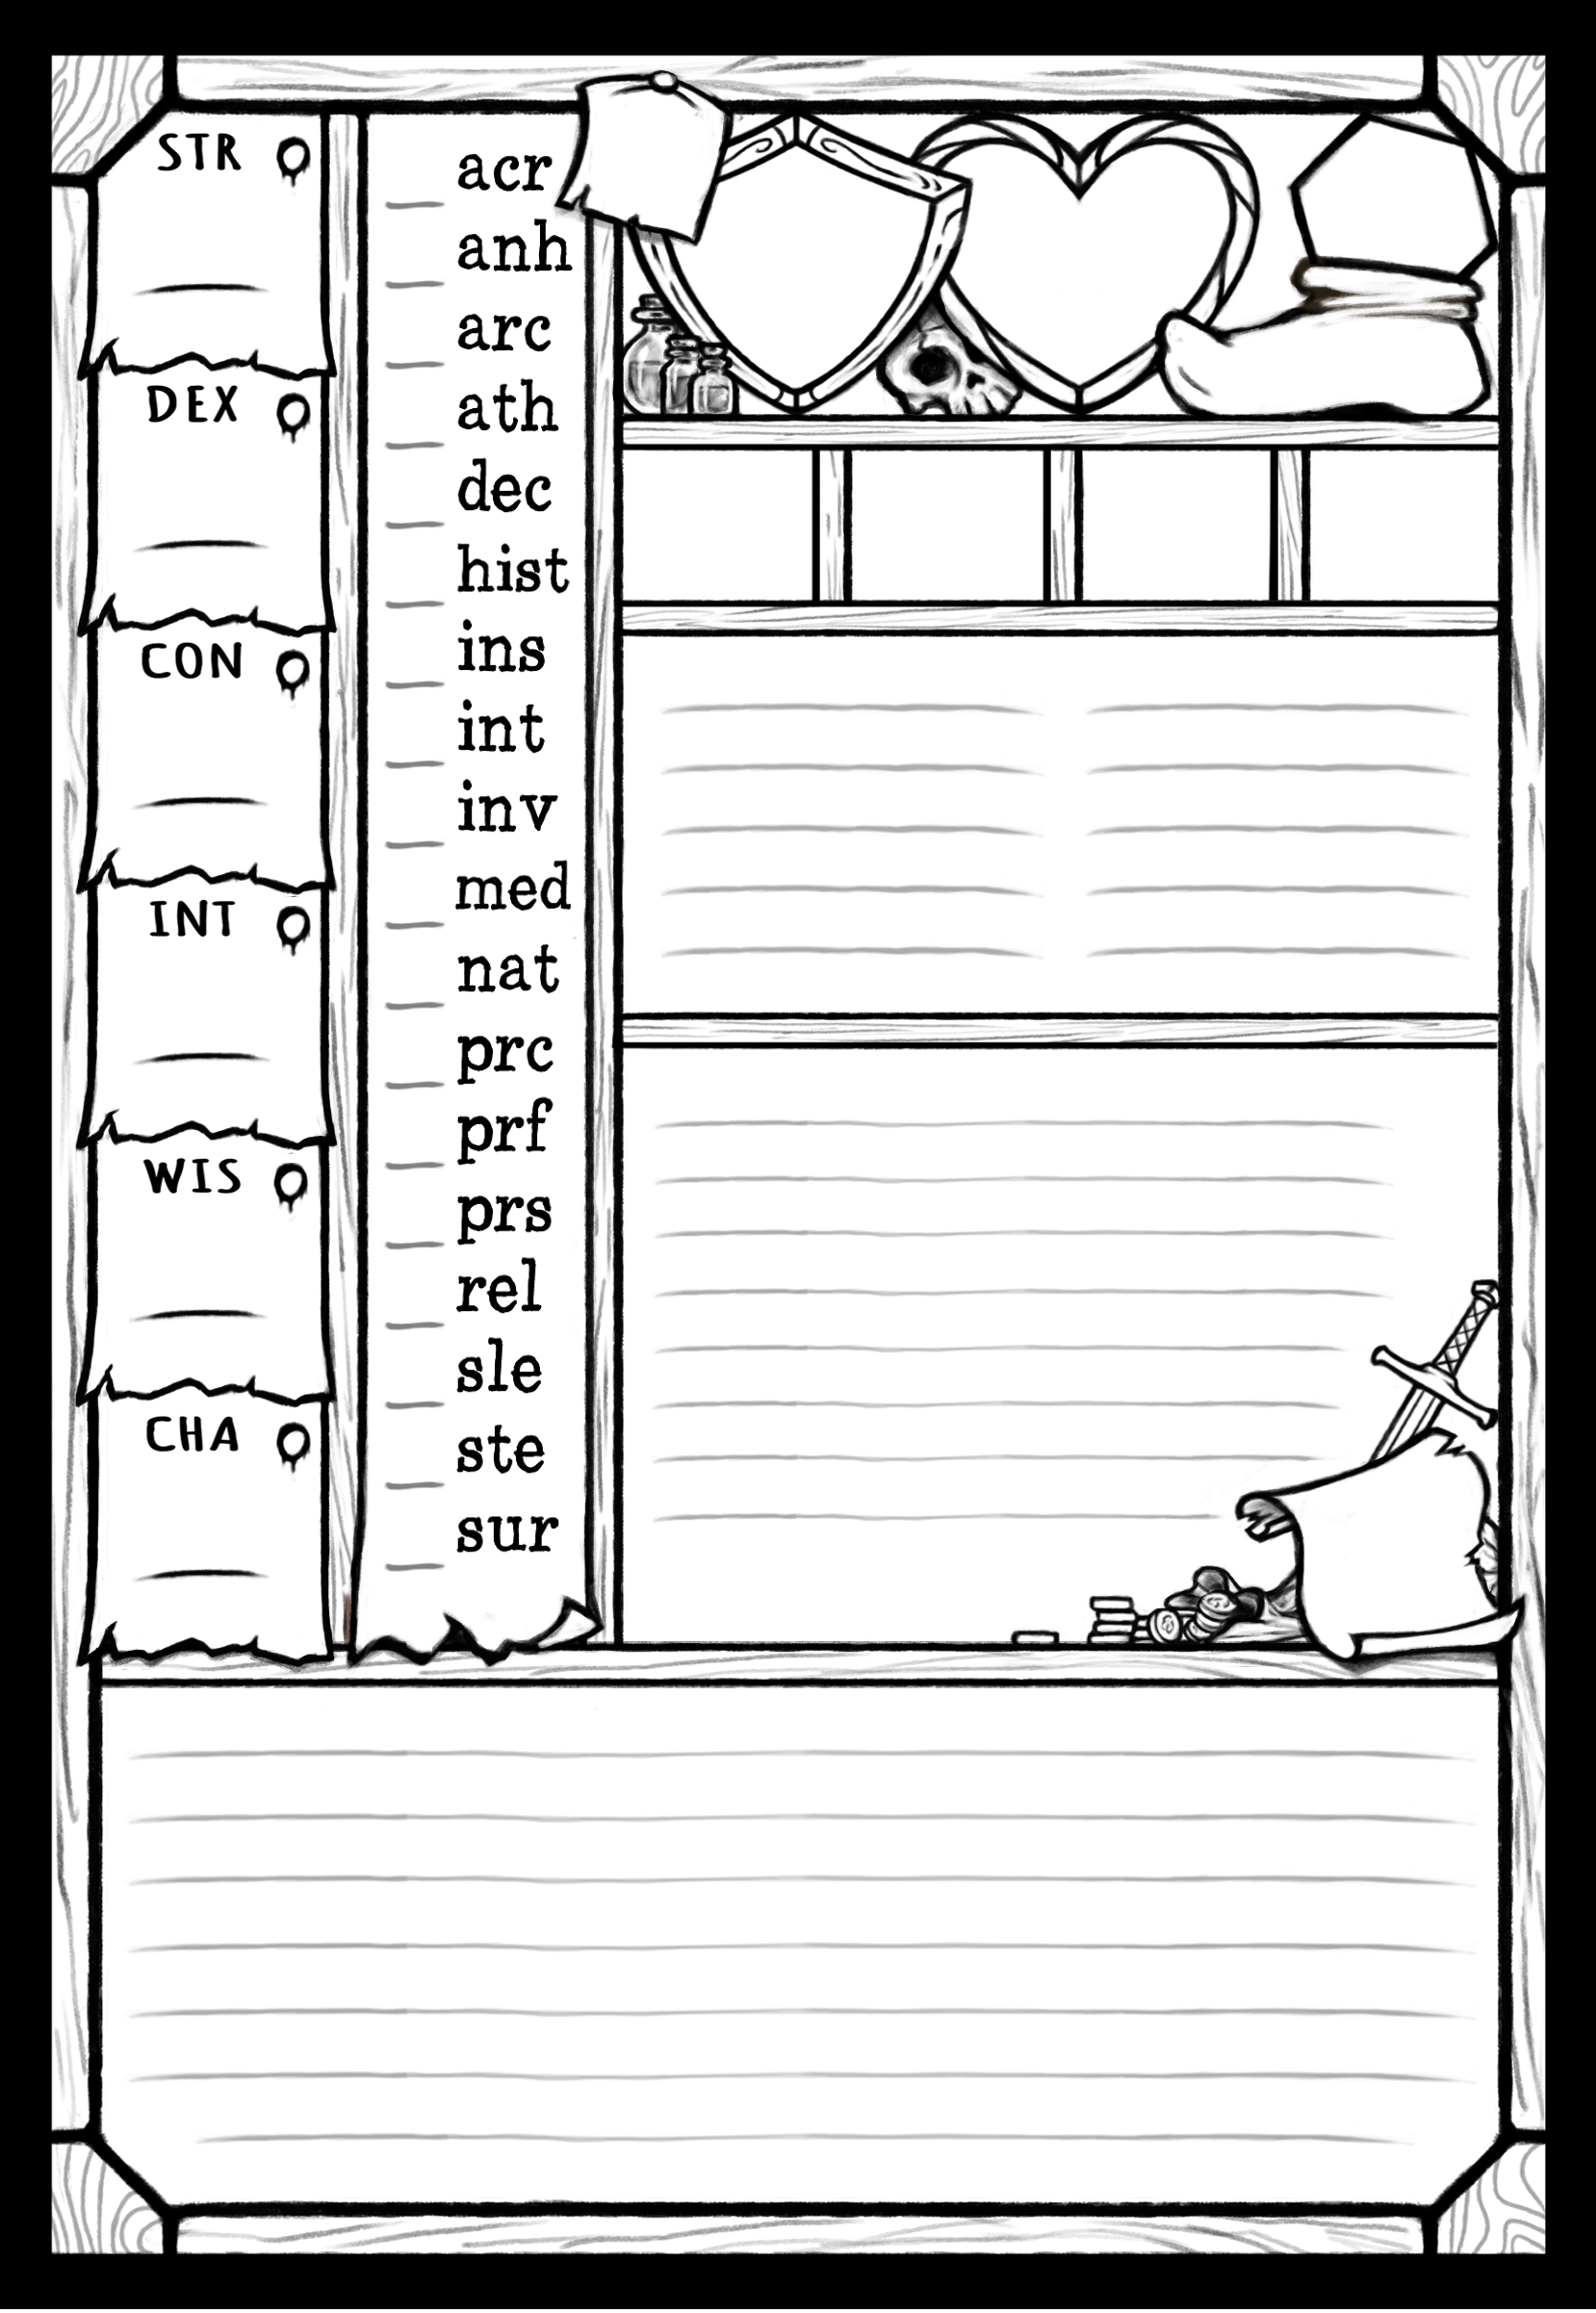 STR
DEX
CON
INT
WIS
CHA
acr
anh
arc
ath
dec
hist
ins
int
inv
med
nat
prc
prf
prs
rel
sle
ste
sur